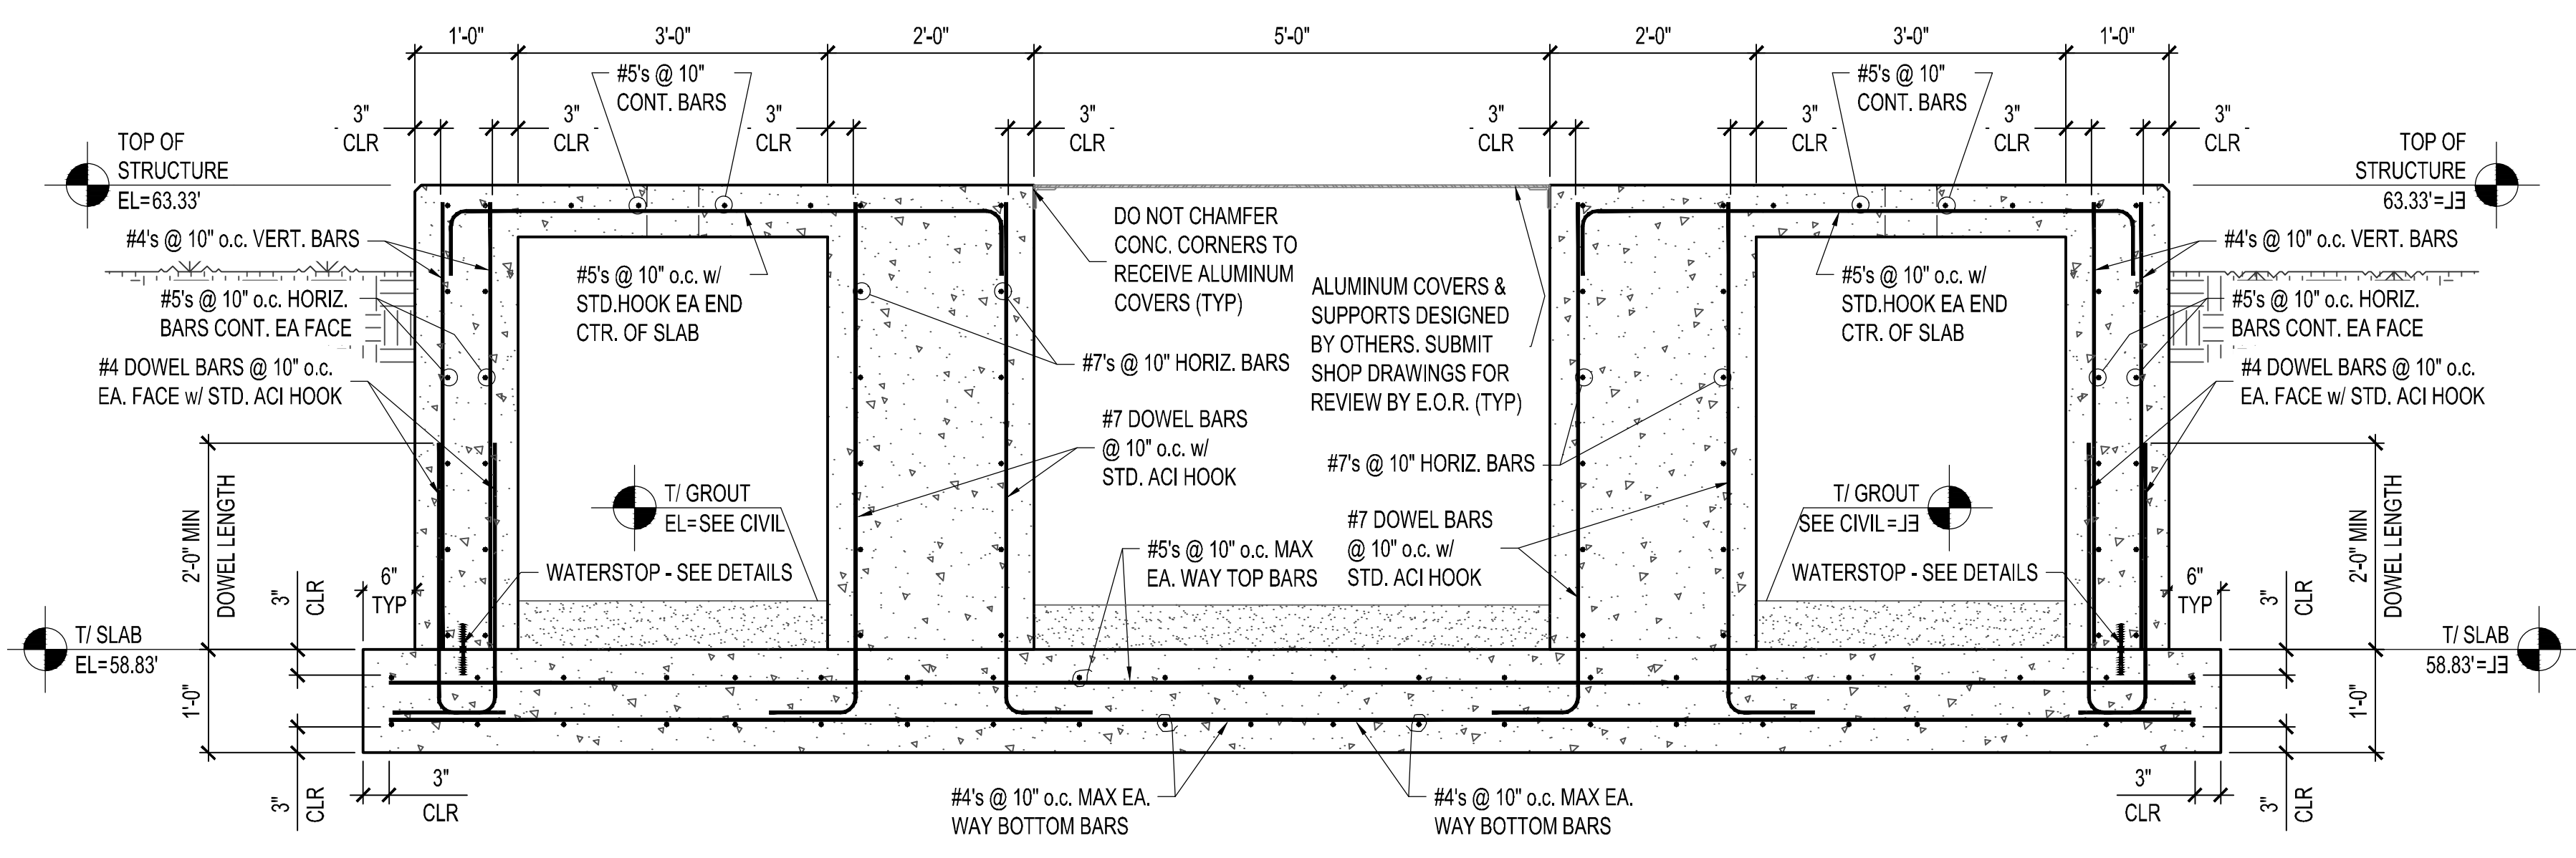 1'-0" 3'-0" 2'-0" 5'-0" 2'-0" 3'-0" 1'-0"
#5's @ 10"
CONT. BARS
#5's @ 10"
CONT. BARS
3"
CLR
3"
CLR
3"
CLR
3"
CLR
3"
CLR
3"
CLR
3"
CLR
3"
CLR
TOP OF
STRUCTURE
EL=63.33'
#4's @ 10" o.c. VERT. BARS
#5's @ 10" o.c. HORIZ.
BARS CONT. EA FACE
#4 DOWEL BARS @ 10" o.c.
EA. FACE w/ STD. ACI HOOK
#5's @ 10" o.c. w/
STD.HOOK EA END
CTR. OF SLAB
DO NOT CHAMFER
CONC. CORNERS TO
RECEIVE ALUMINUM
COVERS (TYP)
ALUMINUM COVERS &
SUPPORTS DESIGNED
BY OTHERS. SUBMIT
SHOP DRAWINGS FOR
REVIEW BY E.O.R. (TYP)
#7's @ 10" HORIZ. BARS
#7 DOWEL BARS
@ 10" o.c. w/
STD. ACI HOOK
#7's @ 10" HORIZ. BARS
#7 DOWEL BARS
@ 10" o.c. w/
STD. ACI HOOK
#5's @ 10" o.c. w/
STD.HOOK EA END
CTR. OF SLAB
TOP OF
STRUCTURE
63.33'=EL
#4's @ 10" o.c. VERT. BARS
#5's @ 10" o.c. HORIZ.
BARS CONT. EA FACE
#4 DOWEL BARS @ 10" o.c.
EA. FACE w/ STD. ACI HOOK
T/ GROUT
EL=SEE CIVIL
WATERSTOP - SEE DETAILS
#5's @ 10" o.c. MAX
EA. WAY TOP BARS
T/ GROUT
SEE CIVIL=EL
WATERSTOP - SEE DETAILS
2'-0" MIN
DOWEL LENGTH
3"
CLR
6"
TYP
T/ SLAB
EL=58.83'
1'-0"
3"
CLR
3"
CLR
#4's @ 10" o.c. MAX EA.
WAY BOTTOM BARS
#4's @ 10" o.c. MAX EA.
WAY BOTTOM BARS
6"
TYP
3"
CLR
2'-0" MIN
DOWEL LENGTH
T/ SLAB
58.83'=EL
1'-0"
3"
CLR
3"
CLR